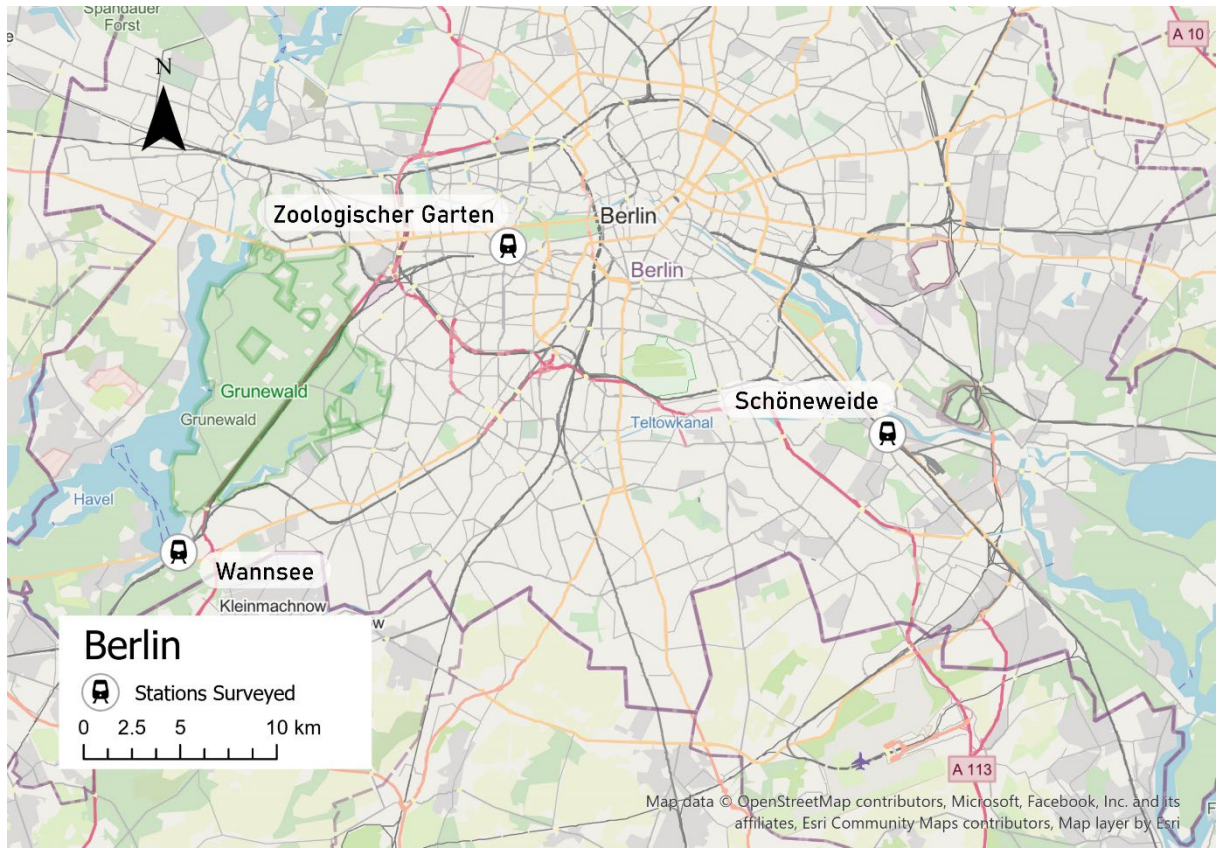 Spandauer
Forst
A 10
N
Zoologischer Garten
Berlin
Berlin
Grunewald
Grunewald
Schöneweide
Teltowkanal
Havel
Wannsee
Kleinmachnow
Berlin
Stations Surveyed
0 2.5 5 10 km
A 113
Map data © OpenStreetMap contributors, Microsoft, Facebook, Inc. and its
affiliates, Esri Community Maps contributors, Map layer by Esri